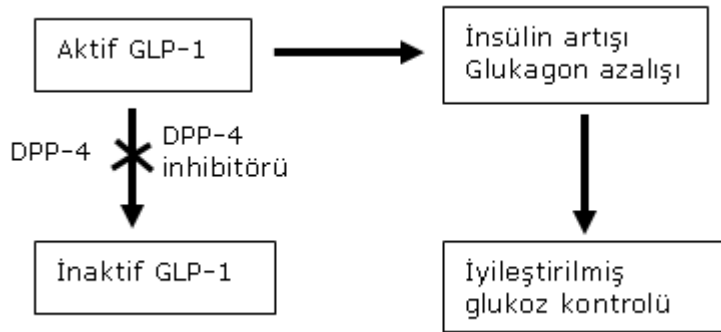 Aktif GLP-1
İnsülin artışı
Glukagon azalışı
DPP-4
DPP-4
inhibitörü
İnaktif GLP-1
İyileştirilmiş
glukoz kontrolü